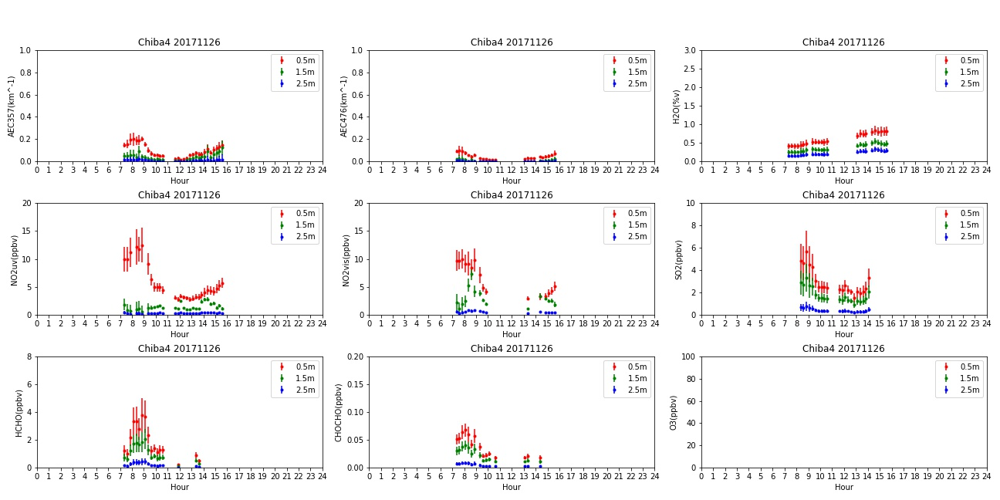 Chiba4 20171126
AEC357(km^-1)
1.0
0.8
0.6
0.4
0.2
0.0
0.5m
1.5m
2.5m
0 1 2 3 4 5 6 7 8 9 10 11 12 13 14 15 16 17 18 19 20 21 22 23 24
Hour
Chiba4 20171126
AEC476(km^-1)
1.0
0.8
0.6
0.4
0.2
0.0
0.5m
1.5m
2.5m
0 1 2 3 4 5 6 7 8 9 10 11 12 13 14 15 16 17 18 19 20 21 22 23 24
Hour
Chiba4 20171126
H2O(%v)
3.0
2.5
2.0
1.5
1.0
0.5
0.0
0.5m
1.5m
2.5m
0 1 2 3 4 5 6 7 8 9 10 11 12 13 14 15 16 17 18 19 20 21 22 23 24
Hour
Chiba4 20171126
NO2uv(ppbv)
20
15
10
5
0
0.5m
1.5m
2.5m
0 1 2 3 4 5 6 7 8 9 10 11 12 13 14 15 16 17 18 19 20 21 22 23 24
Hour
Chiba4 20171126
NO2vis(ppbv)
20
15
10
5
0
0.5m
1.5m
2.5m
0 1 2 3 4 5 6 7 8 9 10 11 12 13 14 15 16 17 18 19 20 21 22 23 24
Hour
Chiba4 20171126
SO2(ppbv)
10
8
6
4
2
0
0.5m
1.5m
2.5m
0 1 2 3 4 5 6 7 8 9 10 11 12 13 14 15 16 17 18 19 20 21 22 23 24
Hour
Chiba4 20171126
HCHO(ppbv)
8
6
4
2
0
0.5m
1.5m
2.5m
0 1 2 3 4 5 6 7 8 9 10 11 12 13 14 15 16 17 18 19 20 21 22 23 24
Hour
Chiba4 20171126
CHOCHO(ppbv)
0.20
0.15
0.10
0.05
0.00
0.5m
1.5m
2.5m
0 1 2 3 4 5 6 7 8 9 10 11 12 13 14 15 16 17 18 19 20 21 22 23 24
Hour
Chiba4 20171126
O3(ppbv)
100
80
60
40
20
0
0.5m
1.5m
2.5m
0 1 2 3 4 5 6 7 8 9 10 11 12 13 14 15 16 17 18 19 20 21 22 23 24
Hour